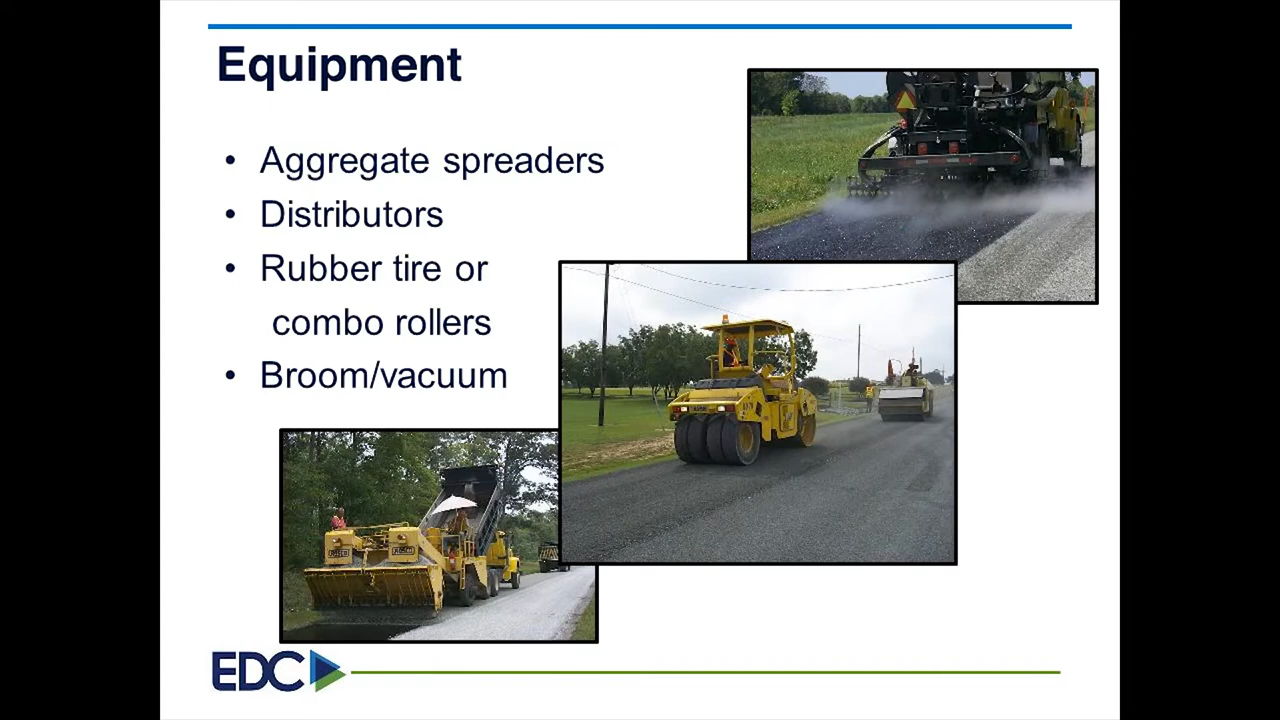 Equipment
• Aggregate spreaders
• Distributors
• Rubber tire or
combo rollers
• Broom/vacuum
EDC